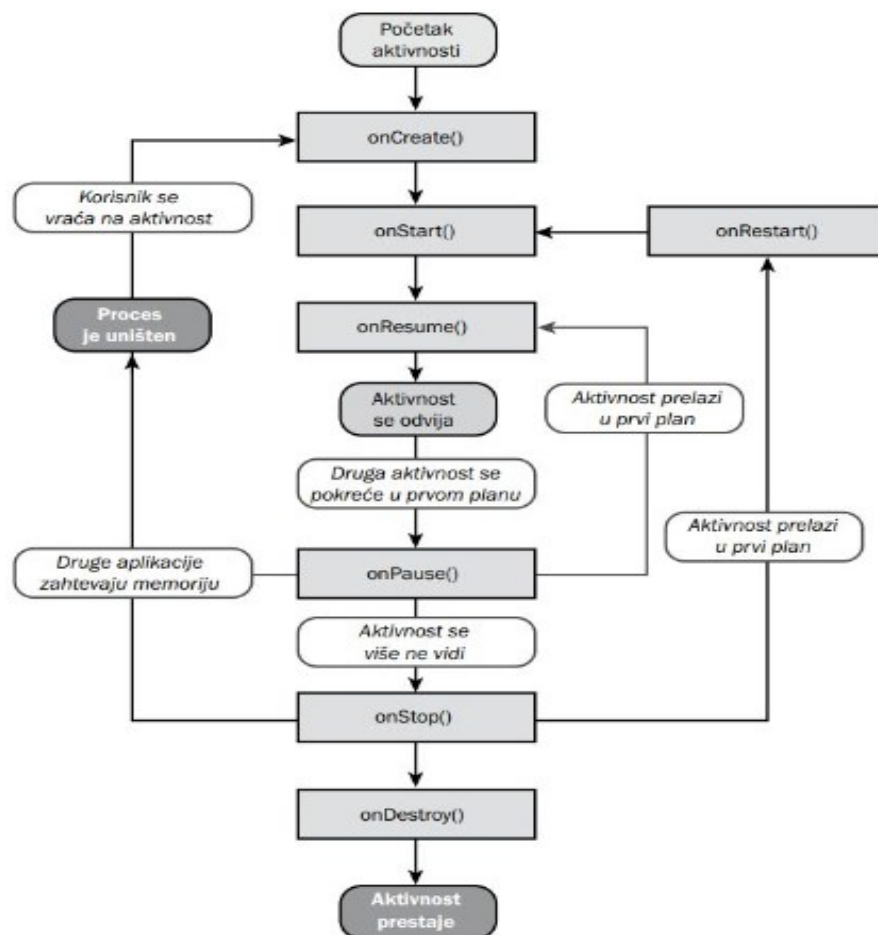 Početak
aktivnosti
onCreate()
Korisnik se
vraća na aktivnost
onStart()
onRestart()
Proces
je uništen
onResume()
Aktivnost
se odvija
Aktivnost prelazi
u prvi plan
Druga aktivnost se
pokreće u prvom planu
Aktivnost prelazi
u prvi plan
Druge aplikacije
zahtevaju memoriju
onPause()
Aktivnost se
više ne vidi
onStop()
onDestroy()
Aktivnost
prestaje